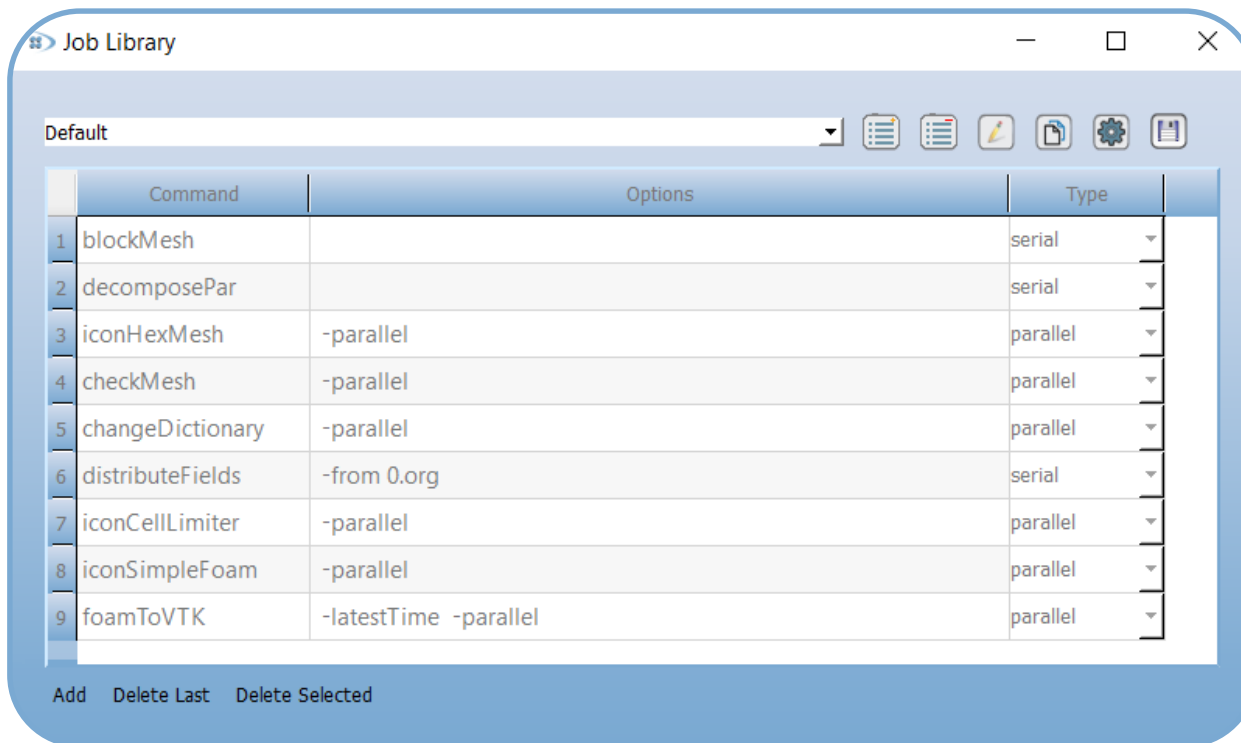 Job Library
Default
Command Options Type
1 blockMesh serial
2 decomposePar serial
3 iconHexMesh -parallel parallel
4 checkMesh -parallel parallel
5 changeDictionary -parallel parallel
6 distributeFields -from 0.org serial
7 iconCellLimiter -parallel parallel
8 iconSimpleFoam -parallel parallel
9 foamToVTK -latestTime -parallel parallel
Add Delete Last Delete Selected